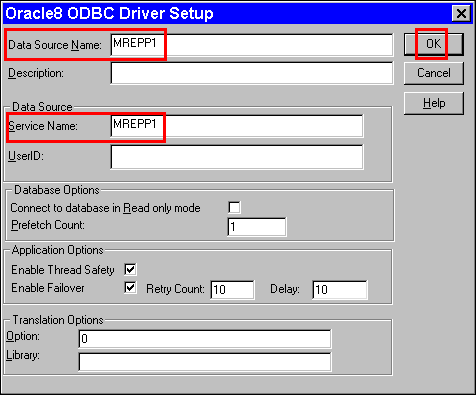 Oracle8 ODBC Driver Setup
Data Source Name: MREPP1 OK
Description: Cancel
Help
Data Source
Service Name: MREPP1
UserID:
Database Options
Connect to database in Read only mode
Prefetch Count: 1
Application Options
Enable Thread Safety
Enable Failover Retry Count: 10 Delay: 10
Translation Options
Option: 0
Library: